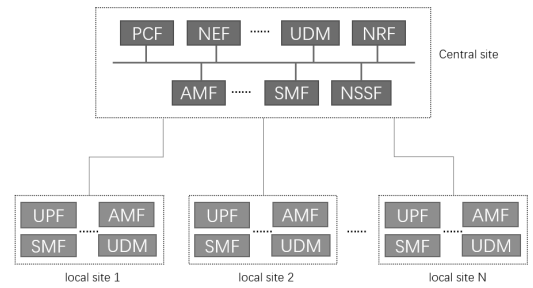 PCF NEF ...... UDM NRF
Central site
AMF ...... SMF NSSF
UPF AMF UPF AMF UPF AMF
...... ...... ...... ......
SMF UDM SMF UDM SMF UDM
local site 1 local site 2 local site N